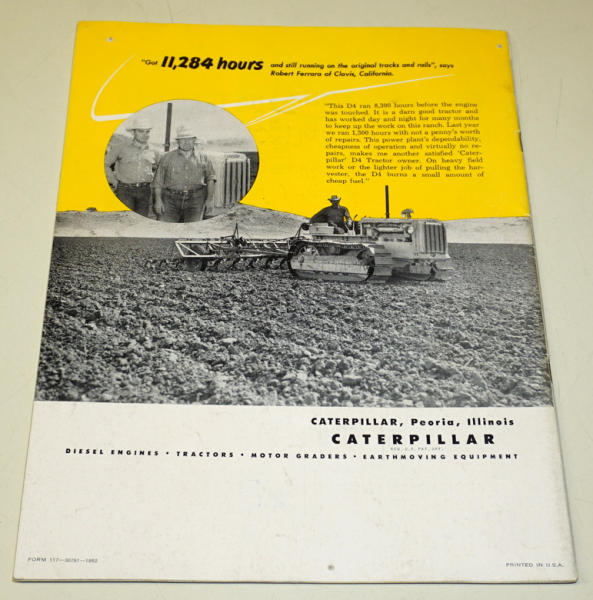 "Got 11,284 hours and still running on the original tracks and rails", says
Robert Ferrara of Clovis, California.
"This D4 ran 8,300 hours before the engine
was touched. It is a darn good tractor and
has worked day and night for many months
to keep up the work on this ranch. Last year
we ran 1,300 hours with not a penny's worth
of repairs. This power plant's dependability,
cheapness of operation and virtually no re-
pairs, makes me another satisfied 'Cater-
pillar' D4 Tractor owner. On heavy field
work or the lighter job of pulling the har-
vester, the D4 burns a small amount of
cheap fuel."
CATERPILLAR, Peoria, Illinois
CATERPILLAR
REG. U.S. PAT. OFF.
DIESEL ENGINES • TRACTORS • MOTOR GRADERS • EARTHMOVING EQUIPMENT
PRINTED IN U.S.A.